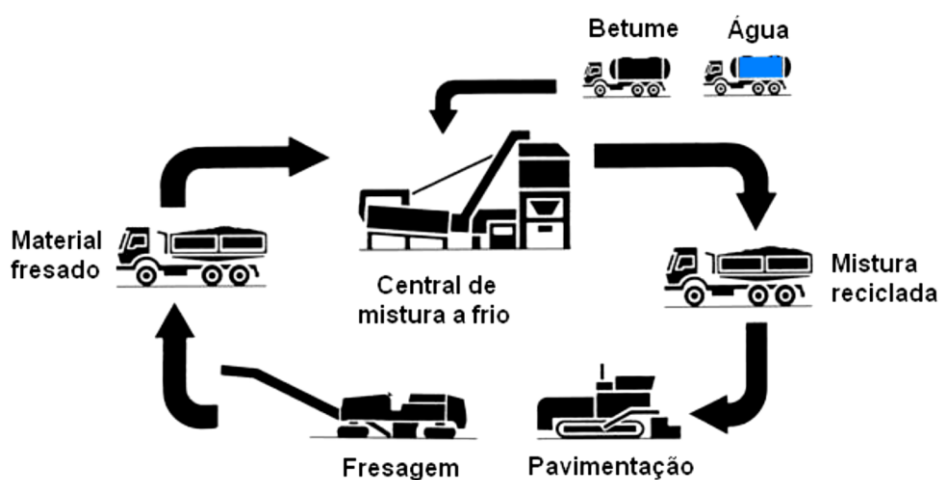 Betume
Água
Material
fresado
Central de
mistura a frio
Mistura
reciclada
Fresagem
Pavimentação